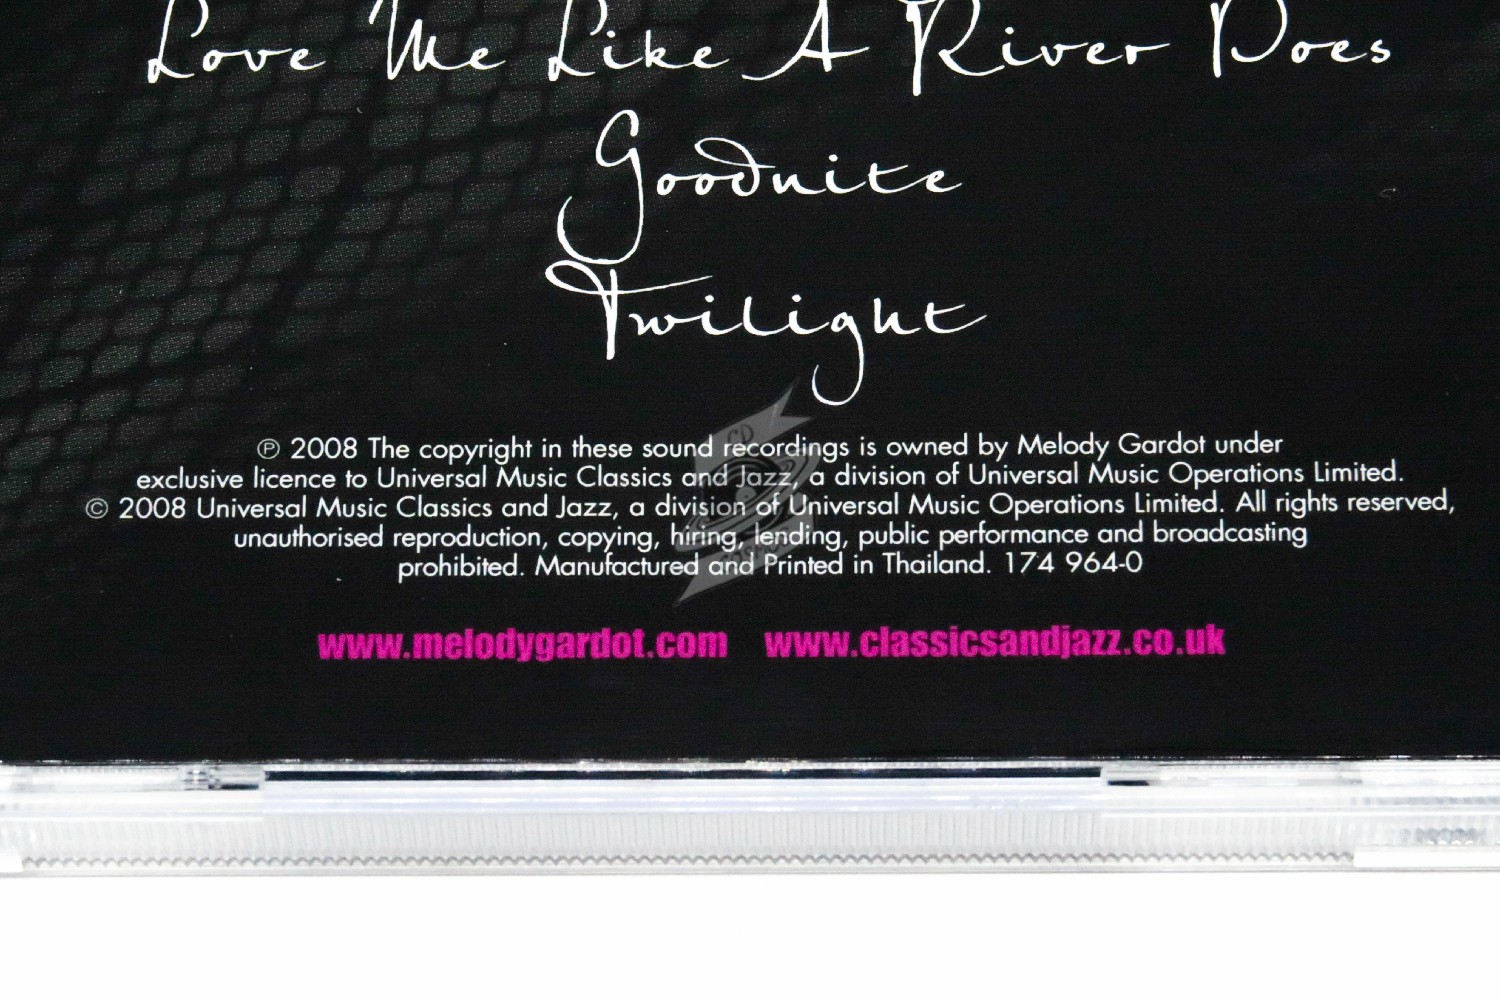 Love Me Like A River Does
Goodnite
Twilight
℗ 2008 The copyright in these sound recordings is owned by Melody Gardot under
exclusive licence to Universal Music Classics and Jazz, a division of Universal Music Operations Limited.
© 2008 Universal Music Classics and Jazz, a division of Universal Music Operations Limited. All rights reserved,
unauthorised reproduction, copying, hiring, lending, public performance and broadcasting
prohibited. Manufactured and Printed in Thailand. 174 964-0
www.melodygardot.com www.classicsandjazz.co.uk
CD